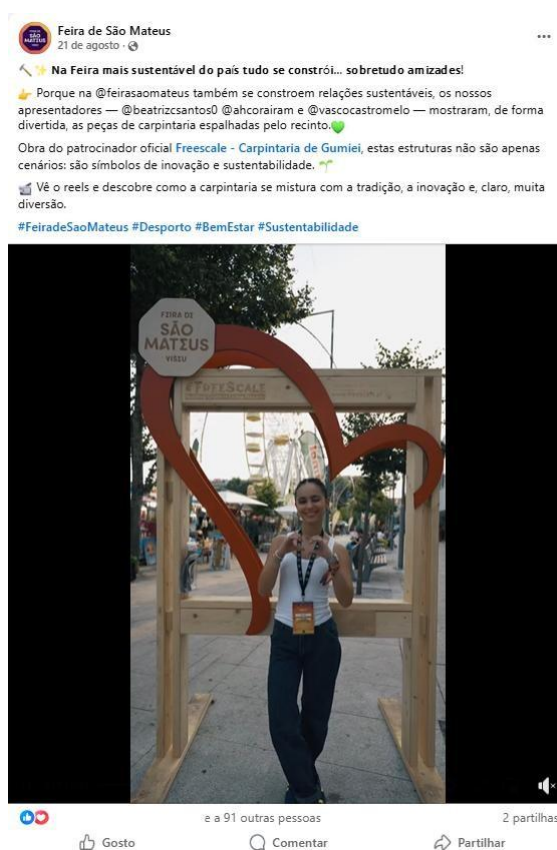 Feira de São Mateus
21 de agosto ·
Na Feira mais sustentável do país tudo se constrói... sobretudo amizades!
Porque na @feirasaomateus também se constroem relações sustentáveis, os nossos
apresentadores — @beatrizcsantos0 @ahcorairam e @vascocastromelo — mostraram, de forma
divertida, as peças de carpintaria espalhadas pelo recinto.
Obra do patrocinador oficial Freescale - Carpintaria de Gumiei, estas estruturas não são apenas
cenários: são símbolos de inovação e sustentabilidade.
Vê o reels e descobre como a carpintaria se mistura com a tradição, a inovação e, claro, muita
diversão.
#FeiradeSaoMateus #Desporto #BemEstar #Sustentabilidade
FEIRA DE
SÃO
MATEUS
VISEU
FREESCALE
e a 91 outras pessoas
2 partilhas
Gosto
Comentar
Partilhar